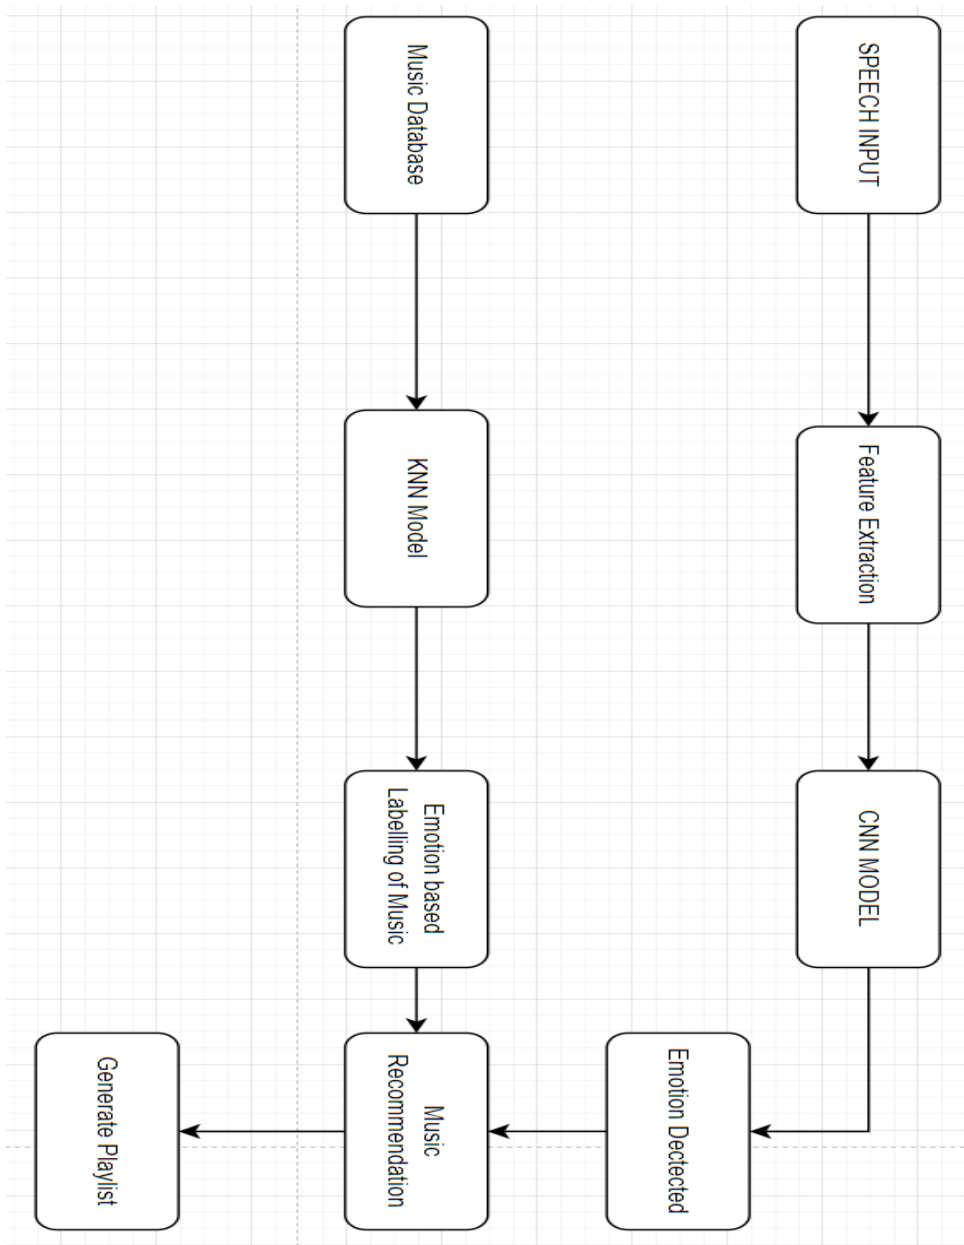 SPEECH INPUT
Feature Extraction
CNN MODEL
Emotion Dectected
Music Database
KNN Model
Emotion based
Labelling of Music
Music
Recommendation
Generate Playlist